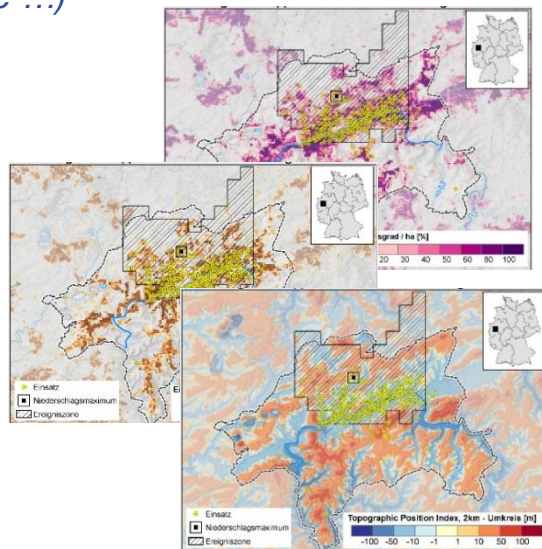 …)
sgrad / ha [%]
20 30 40 50 60 80 100
Einsatz
Niederschlagsmaximum
Ereigniszone
Einsatz
Niederschlagsmaximum
Ereigniszone
Topographic Position Index, 2km - Umkreis [m]
-100 -50 -10 -1 1 10 50 100